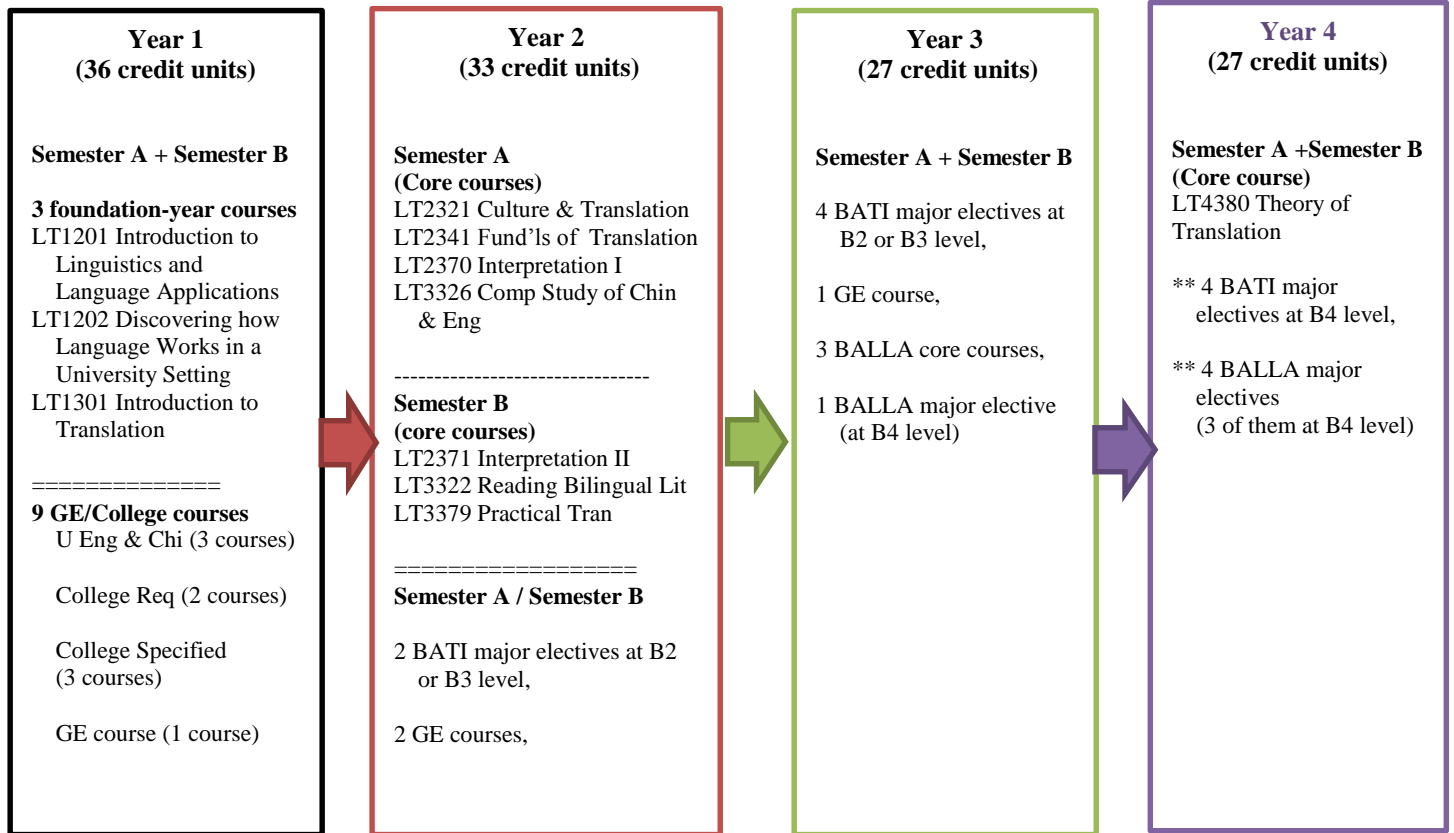 Year 1
(36 credit units)
Semester A + Semester B
3 foundation-year courses
LT1201 Introduction to
Linguistics and
Language Applications
LT1202 Discovering how
Language Works in a
University Setting
LT1301 Introduction to
Translation
==============
9 GE/College courses
U Eng & Chi (3 courses)
College Req (2 courses)
College Specified
(3 courses)
GE course (1 course)
Year 2
(33 credit units)
Semester A
(Core courses)
LT2321 Culture & Translation
LT2341 Fund’ls of Translation
LT2370 Interpretation I
LT3326 Comp Study of Chin
& Eng
-------------------------------
Semester B
(core courses)
LT2371 Interpretation II
LT3322 Reading Bilingual Lit
LT3379 Practical Tran
==================
Semester A / Semester B
2 BATI major electives at B2
or B3 level,
2 GE courses,
Year 3
(27 credit units)
Semester A + Semester B
4 BATI major electives at
B2 or B3 level,
1 GE course,
3 BALLA core courses,
1 BALLA major elective
(at B4 level)
Year 4
(27 credit units)
Semester A +Semester B
(Core course)
LT4380 Theory of
Translation
** 4 BATI major
electives at B4 level,
** 4 BALLA major
electives
(3 of them at B4 level)